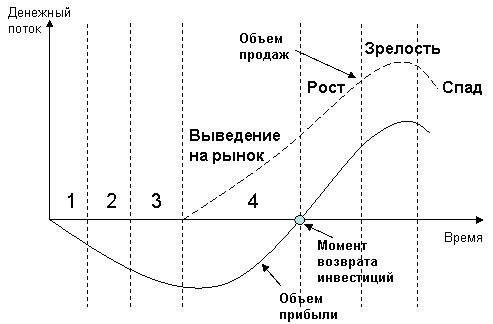 Денежный
поток
Объем
продаж
Зрелость
Рост
Спад
Выведение
на рынок
1
2
3
4
Время
Момент
возврата
инвестиций
Объем
прибыли